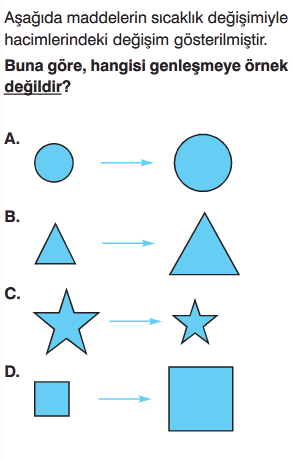 Aşağıda maddelerin sıcaklık değişimiyle
hacimlerindeki değişim gösterilmiştir.
Buna göre, hangisi genleşmeye örnek
değildir?
A.
B.
C.
D.